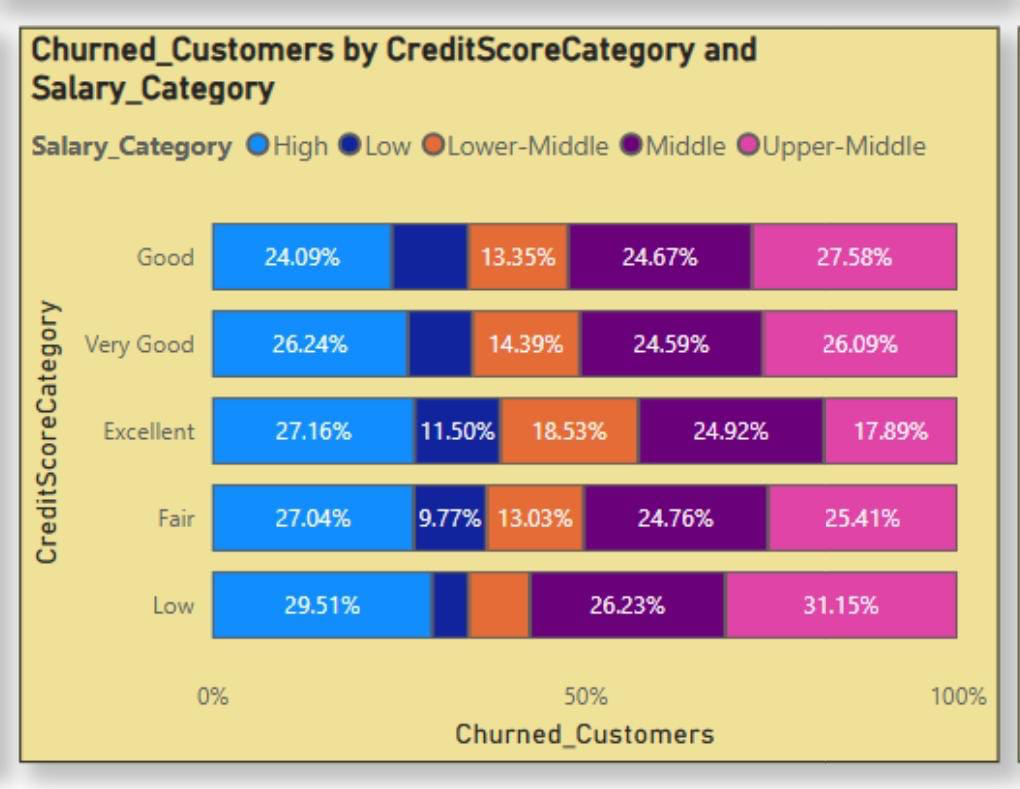 Churned_Customers by CreditScoreCategory and
Salary_Category
Salary_Category High Low Lower-Middle Middle Upper-Middle
CreditScoreCategory
Good 24.09% 13.35% 24.67% 27.58%
Very Good 26.24% 14.39% 24.59% 26.09%
Excellent 27.16% 11.50% 18.53% 24.92% 17.89%
Fair 27.04% 9.77% 13.03% 24.76% 25.41%
Low 29.51% 26.23% 31.15%
0% 50% 100%
Churned_Customers